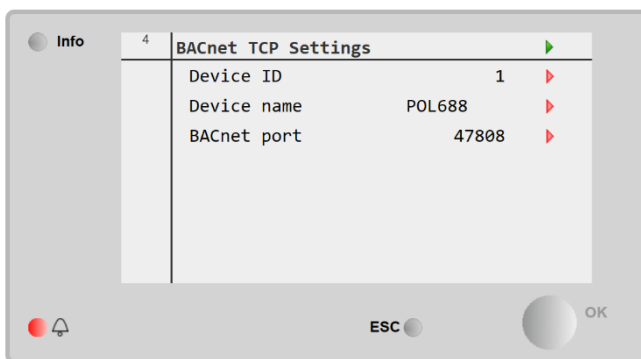 Info
4
BACnet TCP Settings
Device ID 1
Device name POL688
BACnet port 47808
ESC
OK